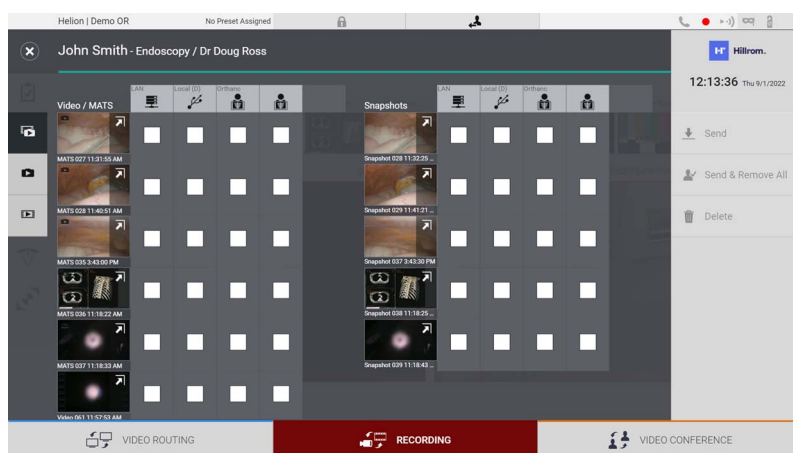 Helion | Demo OR
No Preset Assigned
John Smith - Endoscopy / Dr Doug Ross
Hillrom.
12:13:36 Thu 9/1/2022
Video / MATS
LAN
Local (D)
Orthanc
Snapshots
LAN
Local (D)
Orthanc
MATS 027 11:31:55 AM
Snapshot 028 11:32:25 ...
MATS 028 11:40:51 AM
Snapshot 029 11:41:21 ...
MATS 035 3:43:00 PM
Snapshot 037 3:43:30 PM
MATS 036 11:18:22 AM
Snapshot 038 11:18:25 ...
MATS 037 11:18:33 AM
Snapshot 039 11:18:43 ...
Video 061 11:57:53 AM
Send
Send & Remove All
Delete
VIDEO ROUTING
RECORDING
VIDEO CONFERENCE